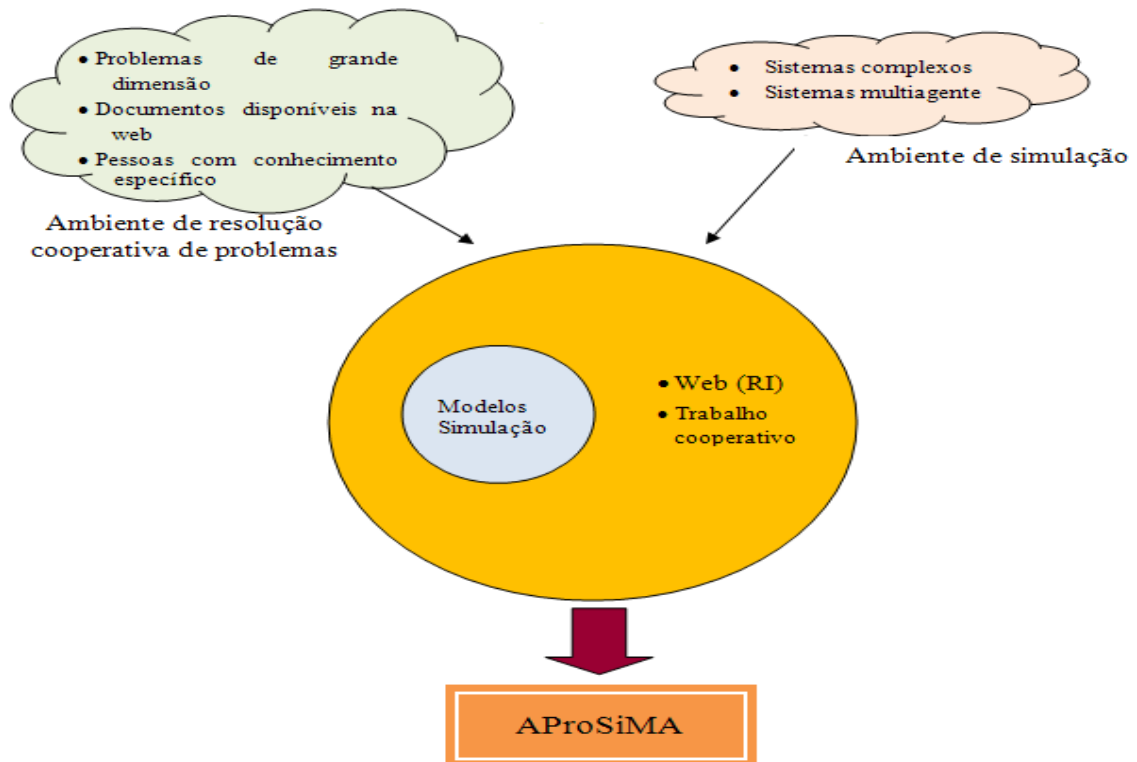 • Problemas de grande
dimensão
• Documentos disponíveis na
web
• Pessoas com conhecimento
específico
Ambiente de resolução
cooperativa de problemas
• Sistemas complexos
• Sistemas multiagente
Ambiente de simulação
Modelos
Simulação
• Web (RI)
• Trabalho
cooperativo
AProSiMA